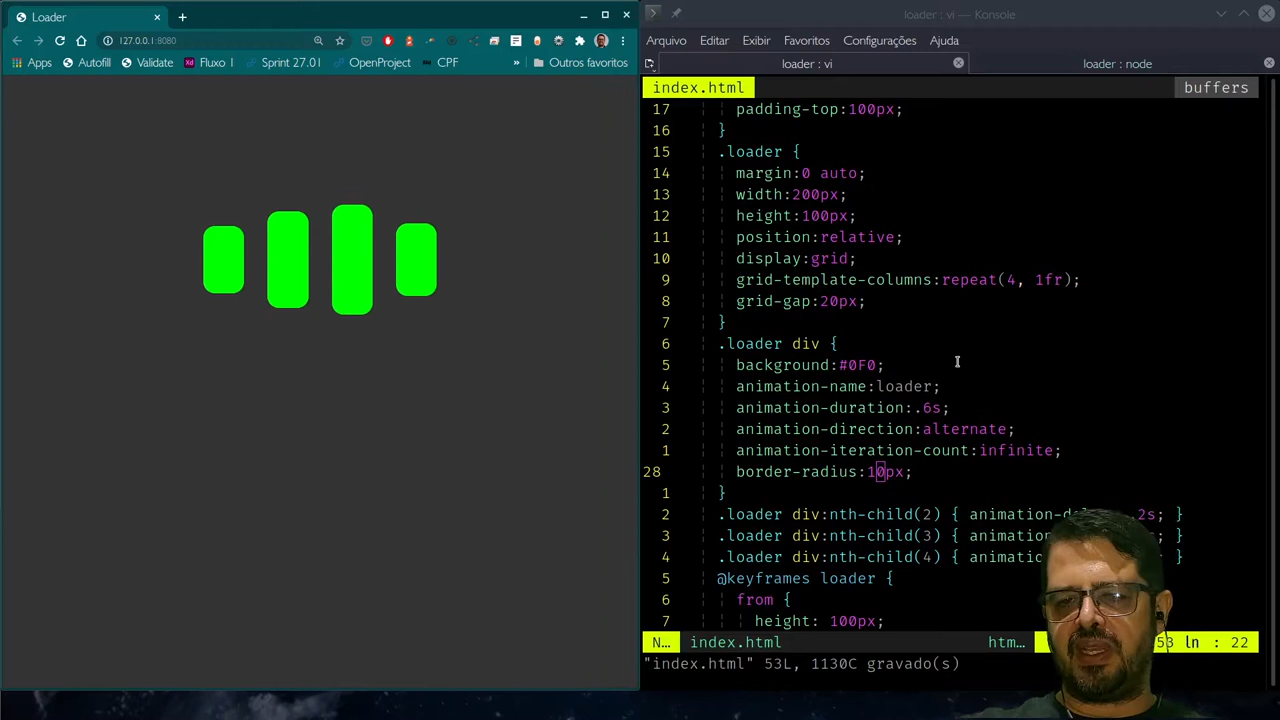 Loader
127.0.0.1:8080
Apps
Autofill
Validate
Xd
Fluxo |
Sprint 27.01
OpenProject
CPF
»
Outros favoritos
loader : vi — Konsole
Arquivo Editar Exibir Favoritos Configurações Ajuda
loader : vi
loader : node
index.html
buffers
17 padding-top:100px;
16 }
15 .loader {
14 margin:0 auto;
13 width:200px;
12 height:100px;
11 position:relative;
10 display:grid;
9 grid-template-columns:repeat(4, 1fr);
8 grid-gap:20px;
7 }
6 .loader div {
5 background:#0F0;
4 animation-name:loader;
3 animation-duration:.6s;
2 animation-direction:alternate;
1 animation-iteration-count:infinite;
28 border-radius:10px;
1 }
2 .loader div:nth-child(2) { .2s; }
3 .loader div:nth-child(3) { s; }
4 .loader div:nth-child(4) { }
5 @keyframes loader {
6 from {
7 height: 100px;
N… index.html htm… 53 ln : 22
"index.html" 53L, 1130C gravado(s)